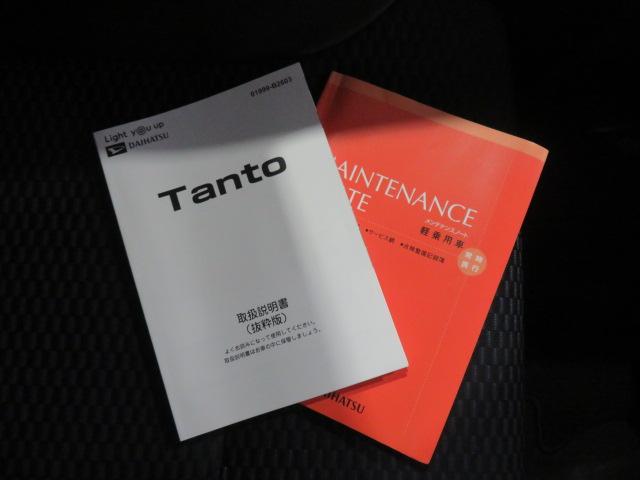 Light y@u up
DAIHATSU
01999-B2603
Tanto
取扱説明書
（抜粋版）
よくお読みになって使用してください。
取扱説明書はお車の中に保管しましょう。
MAINTENANCE
メンテナンスノート
軽乗用車
•サービス網 •点検整備記録簿
常時
携行
DAIHATSU